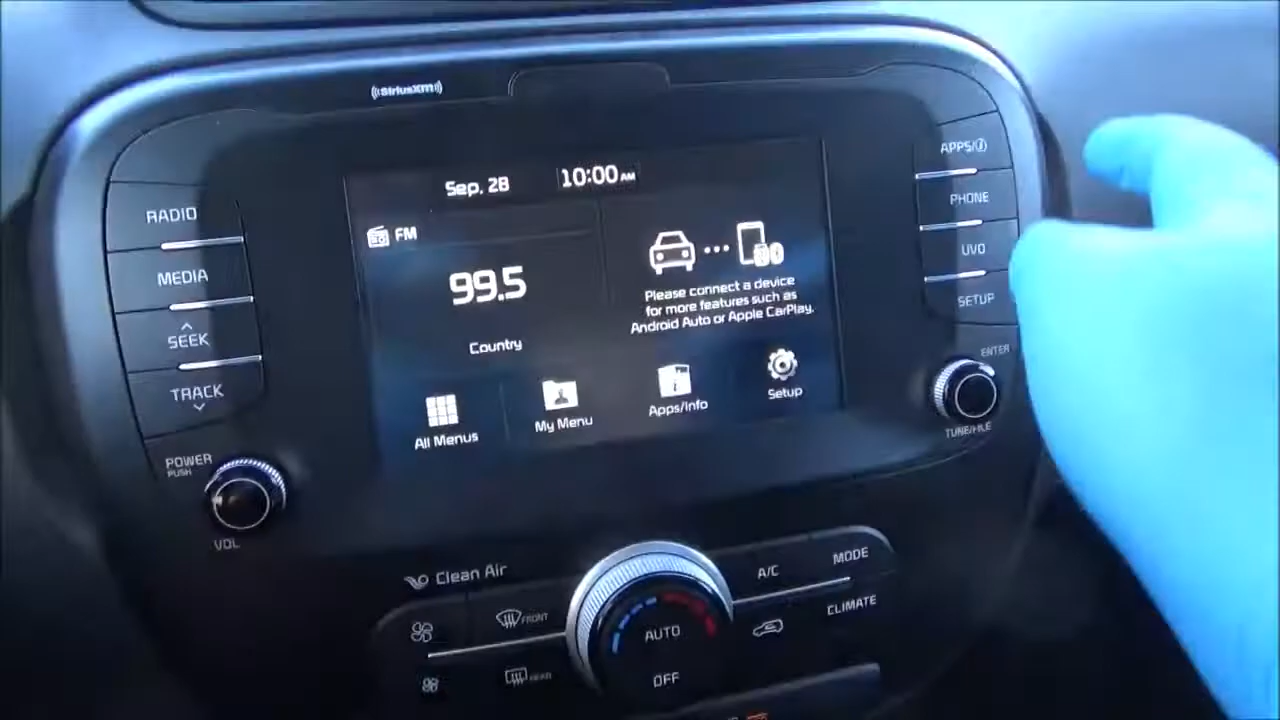 ((SiriusXM))
Sep. 28
10:00 AM
RADIO
MEDIA
SEEK
TRACK
POWER
PUSH
VOL
FM
99.5
Country
Please connect a device
for more features such as
Android Auto or Apple CarPlay.
All Menus
My Menu
Apps/Info
Setup
APPS/
PHONE
UVO
SETUP
ENTER
TUNE/FILE
Clean Air
FRONT
REAR
AUTO
OFF
A/C
MODE
CLIMATE